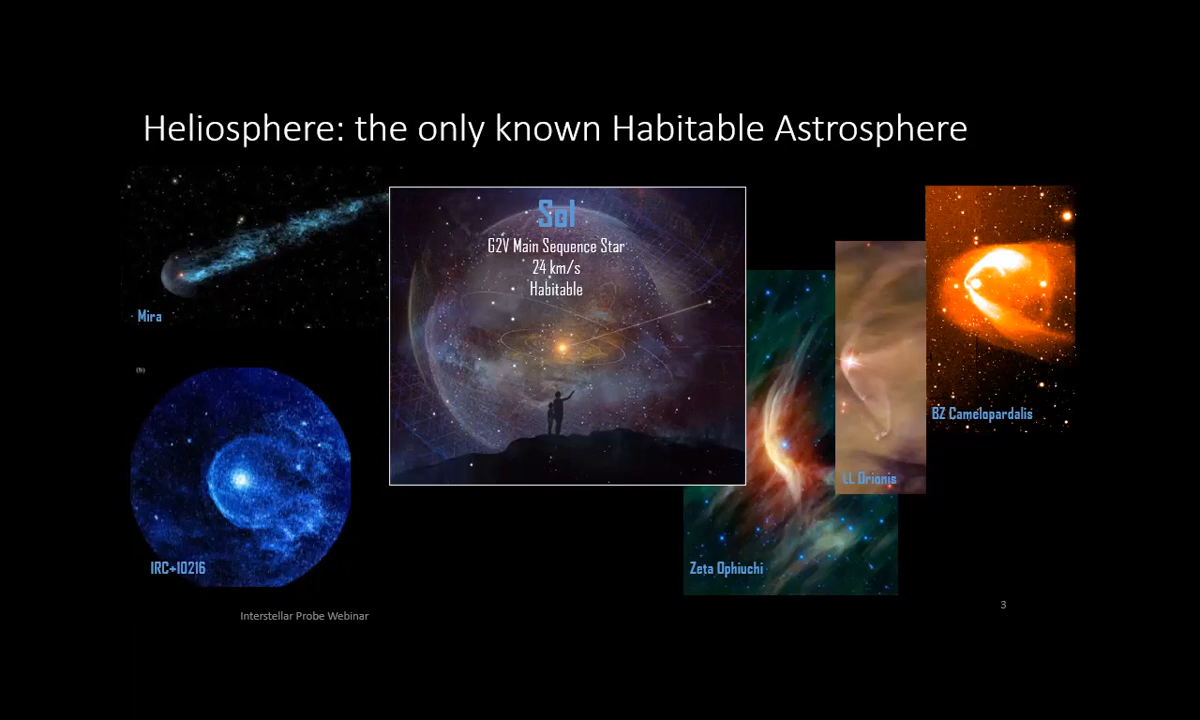 Heliosphere: the only known Habitable Astrosphere
Mira
Sol
G2V Main Sequence Star
24 km/s
Habitable
BZ Camelopardalis
LL Orionis
IRC+10216
Zeta Ophiuchi
Interstellar Probe Webinar
3